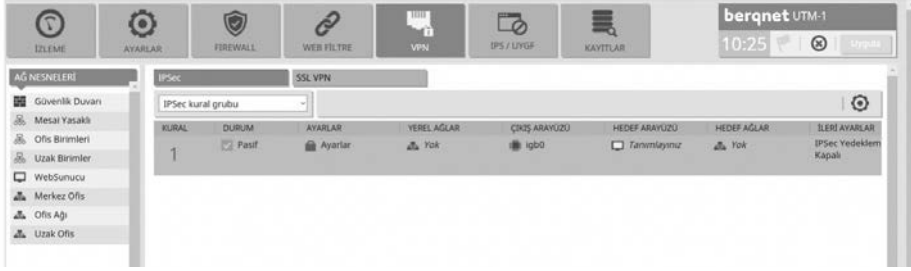 İZLEME
AYARLAR
FIREWALL
WEB FİLTRE
VPN
IPS / UYGF
KAYITLAR
berqnet UTM-1
10:25
Uygula
AĞ NESNELERİ
Güvenlik Duvarı
Mesai Yasaklı
Ofis Birimleri
Uzak Birimler
WebSunucu
Merkez Ofis
Ofis Ağı
Uzak Ofis
IPSec
SSL VPN
IPSec kural grubu
KURAL DURUM AYARLAR YEREL AĞLAR ÇIKIŞ ARAYÜZÜ HEDEF ARAYÜZÜ HEDEF AĞLAR İLERİ AYARLAR
1 Pasif Ayarlar Yok igb0 Tanımlayınız Yok IPSec Yedeklem
Kapalı